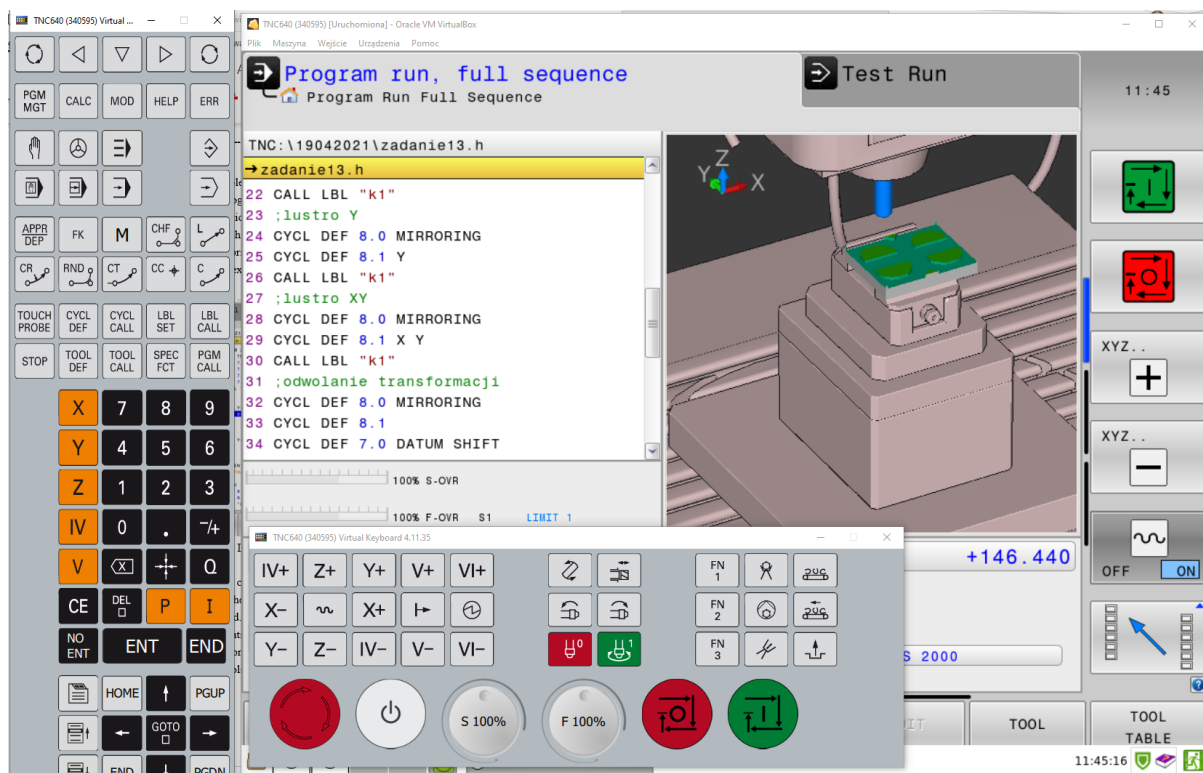 TNC640 (340595) Virtual ...
PGM MGT
CALC
MOD
HELP
ERR
APPR DEP
FK
M
CHF
L
CR
RND
CT
CC
C
TOUCH PROBE
CYCL DEF
CYCL CALL
LBL SET
LBL CALL
STOP
TOOL DEF
TOOL CALL
SPEC FCT
PGM CALL
X 7 8 9
Y 4 5 6
Z 1 2 3
IV 0 . -/+
V X Q
CE DEL P I
NO ENT
ENT
END
HOME
PGUP
GOTO
END
PGDN
TNC640 (340595) [Uruchomiona] - Oracle VM VirtualBox
Plik Maszyna Wejście Urządzenia Pomoc
Program run, full sequence
Program Run Full Sequence
Test Run
11:45
TNC:\19042021\zadanie13.h
→zadanie13.h
22 CALL LBL "k1"
23 ;lustro Y
24 CYCL DEF 8.0 MIRRORING
25 CYCL DEF 8.1 Y
26 CALL LBL "k1"
27 ;lustro XY
28 CYCL DEF 8.0 MIRRORING
29 CYCL DEF 8.1 X Y
30 CALL LBL "k1"
31 ;odwolanie transformacji
32 CYCL DEF 8.0 MIRRORING
33 CYCL DEF 8.1
34 CYCL DEF 7.0 DATUM SHIFT
Z
Y
X
100% S-OVR
100% F-OVR S1 LIMIT 1
XYZ..
+
XYZ..
−
OFF ON
+146.440
S 2000
TOOL
TOOL TABLE
11:45:16
TNC640 (340595) Virtual Keyboard 4.11.35
IV+ Z+ Y+ V+ VI+
X− X+
Y− Z− IV− V− VI−
FN 1
FN 2
FN 3
S 100%
F 100%